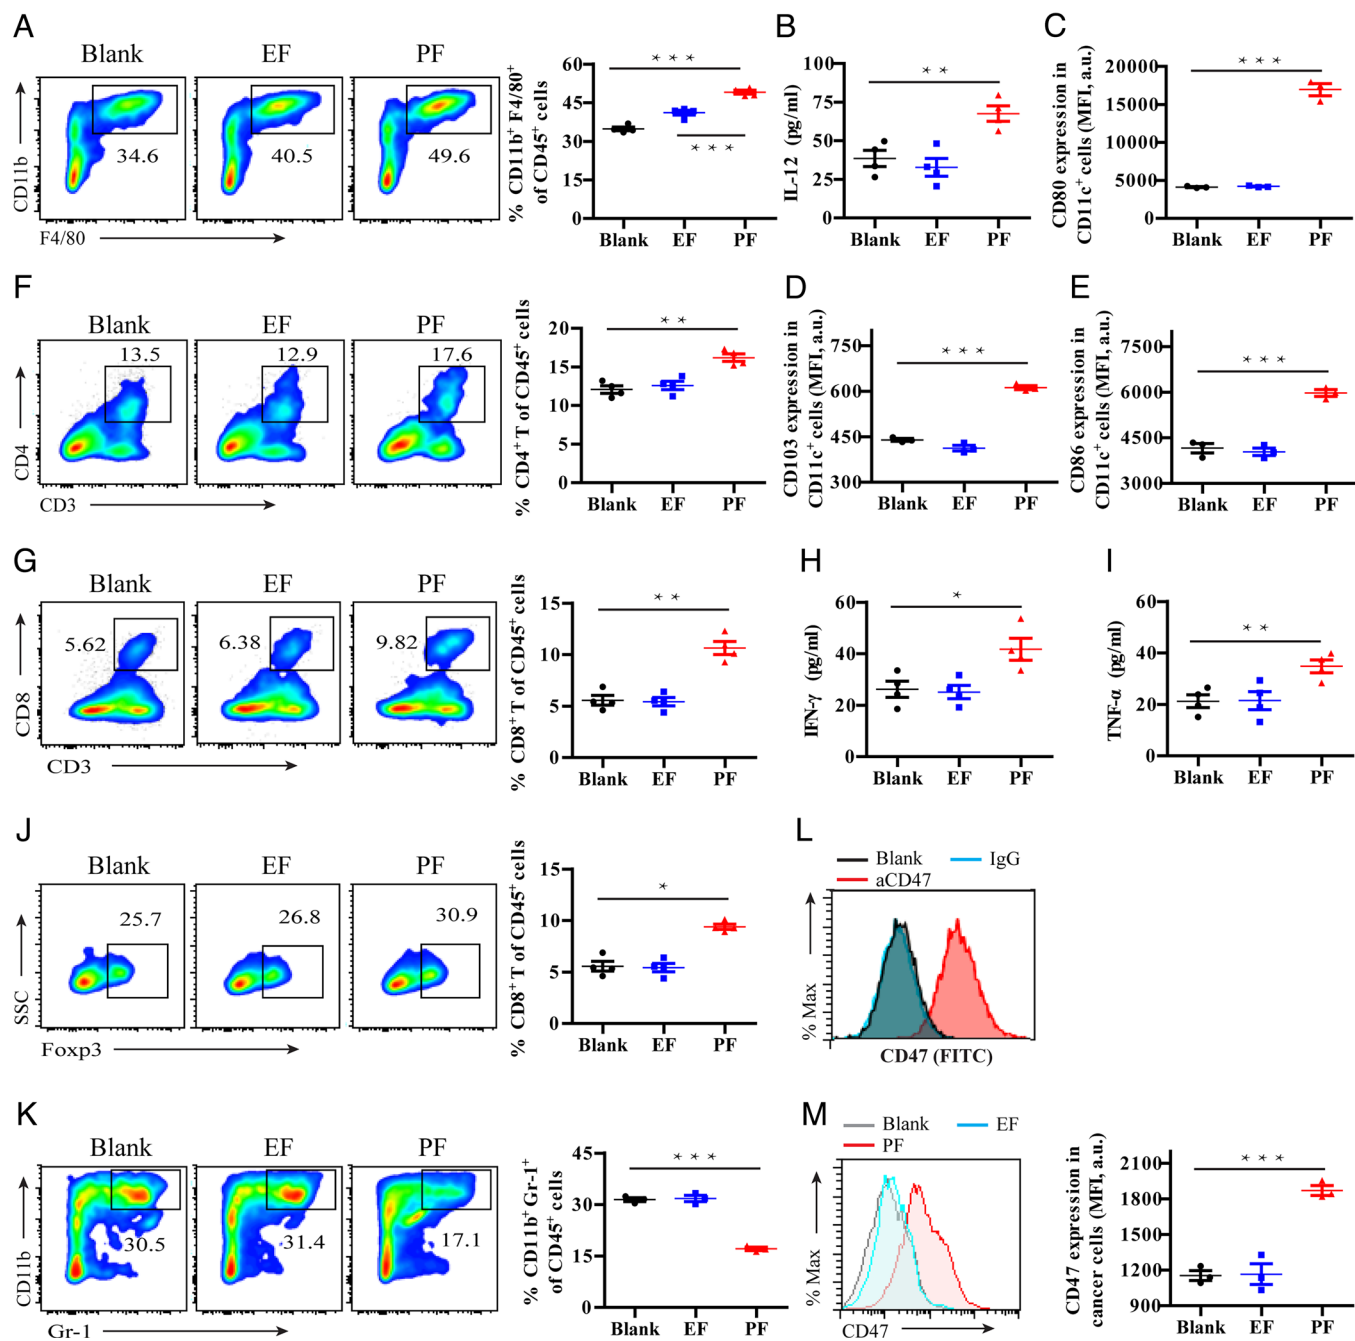 A
Blank
EF
PF
34.6
40.5
49.6
CD11b
F4/80
% CD11b⁺ F4/80⁺
of CD45⁺ cells
60
45
30
15
0
* * *
* * *
Blank EF PF
B
IL-12 (pg/ml)
100
75
50
25
0
* *
Blank EF PF
C
CD80 expression in
CD11c⁺ cells (MFI, a.u.)
20000
15000
10000
5000
0
* * *
Blank EF PF
F
Blank
EF
PF
13.5
12.9
17.6
CD4
CD3
% CD4⁺ T of CD45⁺ cells
20
15
10
5
0
* *
Blank EF PF
D
CD103 expression in
CD11c⁺ cells (MFI, a.u.)
750
600
450
300
* * *
Blank EF PF
E
CD86 expression in
CD11c⁺ cells (MFI, a.u.)
7500
6000
4500
3000
* * *
Blank EF PF
G
Blank
EF
PF
5.62
6.38
9.82
CD8
CD3
% CD8⁺ T of CD45⁺ cells
15
10
5
0
* *
Blank EF PF
H
IFN-γ (pg/ml)
60
40
20
0
*
Blank EF PF
I
TNF-α (pg/ml)
60
40
20
0
* *
Blank EF PF
J
Blank
EF
PF
25.7
26.8
30.9
SSC
Foxp3
% CD8⁺ T of CD45⁺ cells
15
10
5
0
*
Blank EF PF
L
Blank IgG
aCD47
% Max
CD47 (FITC)
K
Blank
EF
PF
30.5
31.4
17.1
CD11b
Gr-1
% CD11b⁺ Gr-1⁺
of CD45⁺ cells
45
30
15
0
* * *
Blank EF PF
M
Blank EF
PF
% Max
CD47
CD47 expression in
cancer cells (MFI, a.u.)
2100
1800
1500
1200
900
* * *
Blank EF PF